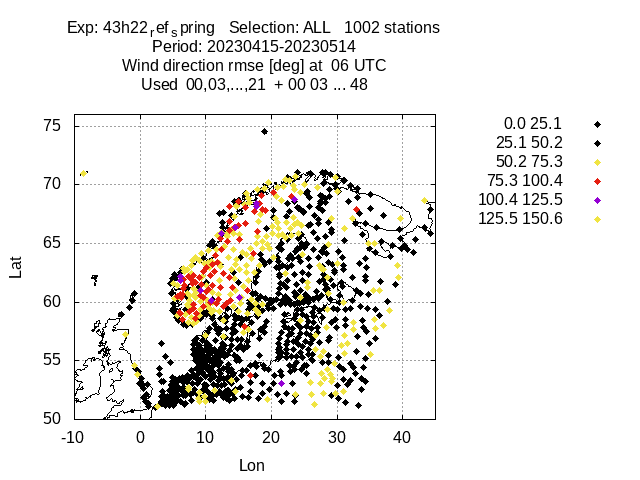 Exp: 43h22refspring   Selection: ALL   1002 stations
Period: 20230415-20230514
Wind direction rmse [deg] at  06 UTC
Used  00,03,...,21  + 00 03 ... 48
0.0 25.1
25.1 50.2
50.2 75.3
75.3 100.4
100.4 125.5
125.5 150.6
Lat
75
70
65
60
55
50
-10 0 10 20 30 40
Lon